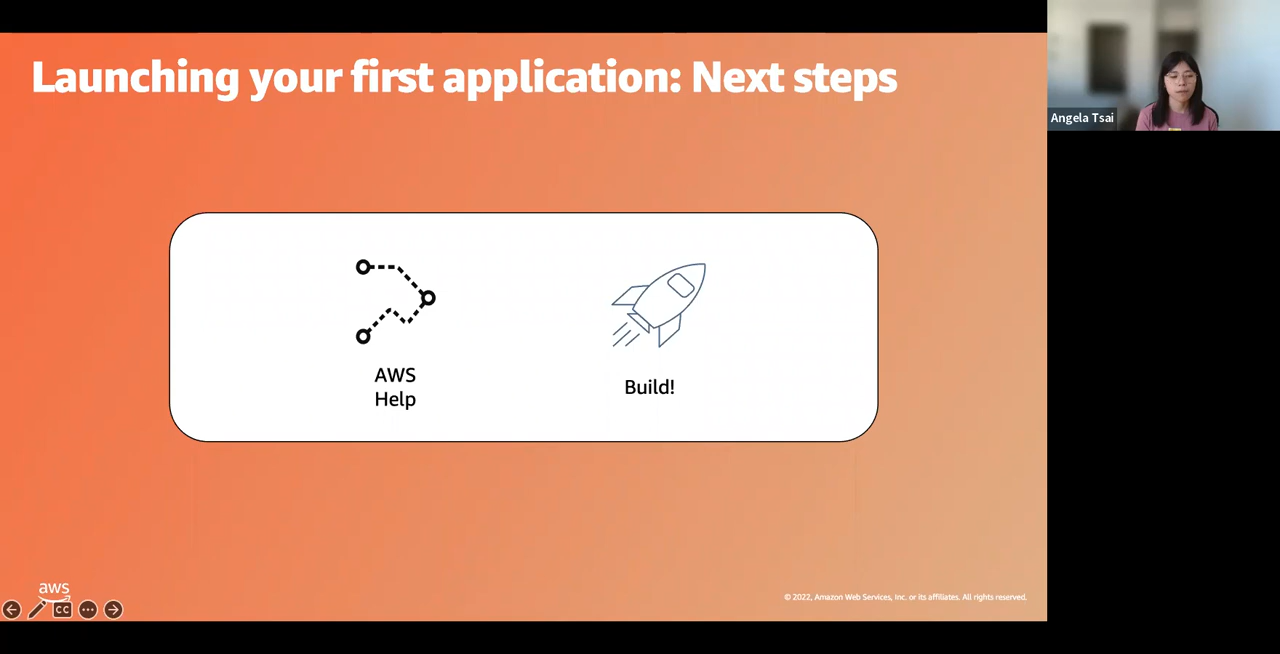 Launching your first application: Next steps
Angela Tsai
AWS
Help
Build!
aws
CC
© 2022, Amazon Web Services, Inc. or its affiliates. All rights reserved.